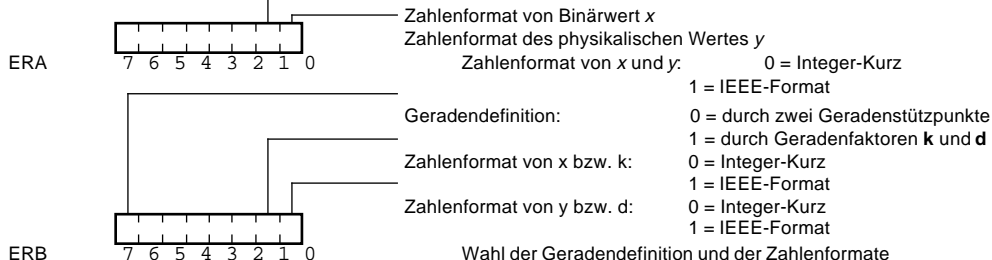 Zahlenformat von Binärwert x
Zahlenformat des physikalischen Wertes y
ERA 7 6 5 4 3 2 1 0 Zahlenformat von x und y: 0 = Integer-Kurz
1 = IEEE-Format
Geradendefinition: 0 = durch zwei Geradenstützpunkte
1 = durch Geradenfaktoren k und d
Zahlenformat von x bzw. k: 0 = Integer-Kurz
1 = IEEE-Format
Zahlenformat von y bzw. d: 0 = Integer-Kurz
1 = IEEE-Format
ERB 7 6 5 4 3 2 1 0 Wahl der Geradendefinition und der Zahlenformate